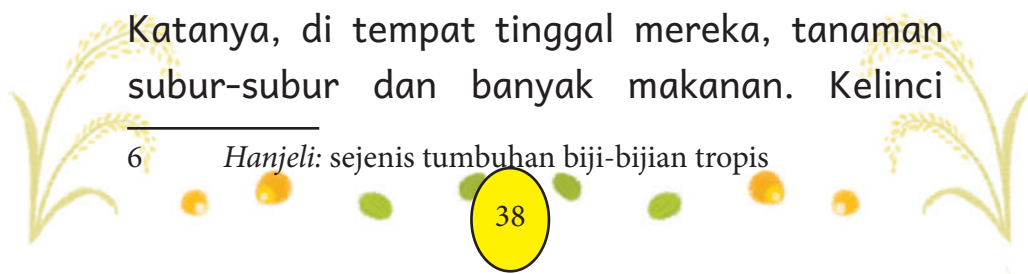 Katanya, di tempat tinggal mereka, tanaman
subur-subur dan banyak makanan. Kelinci
6 Hanjeli: sejenis tumbuhan biji-bijian tropis
38